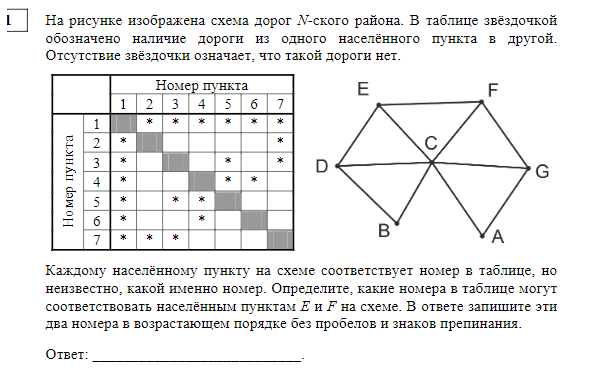 1
На рисунке изображена схема дорог N-ского района. В таблице звёздочкой
обозначено наличие дороги из одного населённого пункта в другой.
Отсутствие звёздочки означает, что такой дороги нет.
Номер пункта
1 2 3 4 5 6 7
Номер пункта
1 * * * * * *
2 * *
3 * * *
4 * * *
5 * * *
6 * *
7 * * *
E
F
C
D
G
B
A
Каждому населённому пункту на схеме соответствует номер в таблице, но
неизвестно, какой именно номер. Определите, какие номера в таблице могут
соответствовать населённым пунктам E и F на схеме. В ответе запишите эти
два номера в возрастающем порядке без пробелов и знаков препинания.
Ответ: ____________________________.